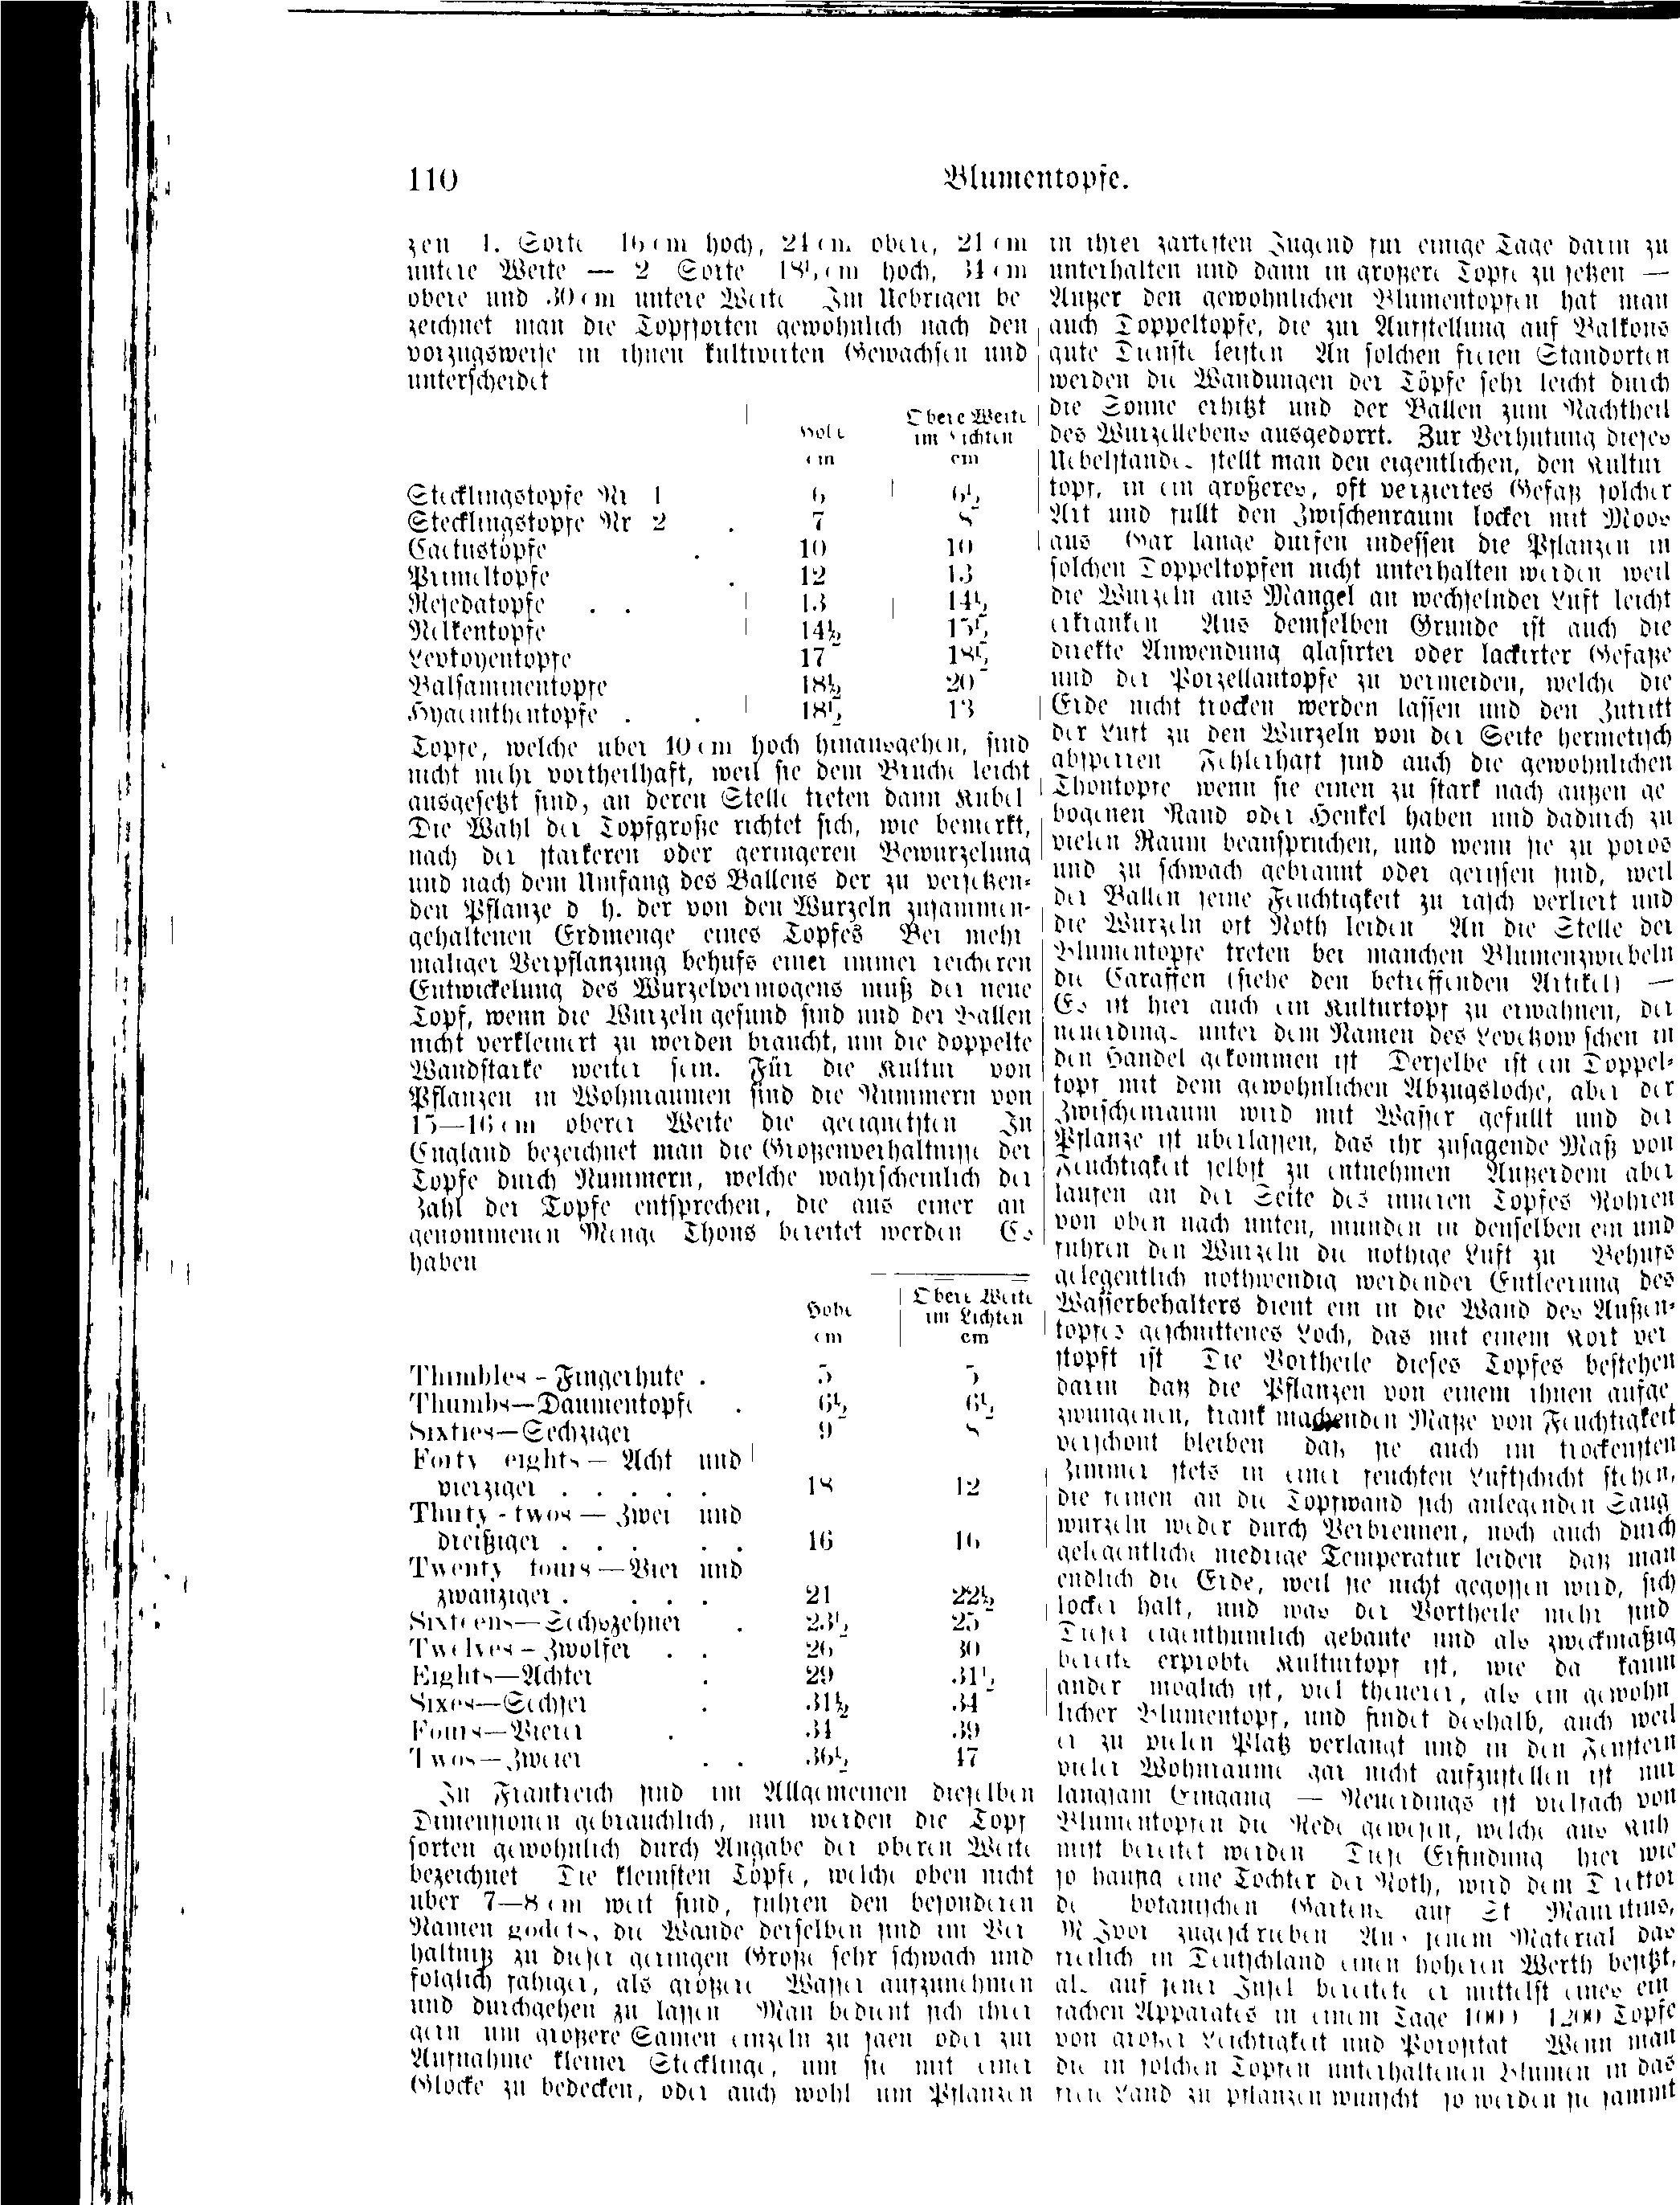 110
Blumentöpfe.
zen 1. Sorte 16 cm hoch, 24 cm obere, 21 cm
untere Weite — 2 Sorte 18½ cm hoch, 34 cm
obere und 30 cm untere Weite Im Uebrigen be
zeichnet man die Topfsorten gewöhnlich nach den
vorzugsweise in ihnen kultivirten Gewächsen und
unterscheidet
Höhe Obere Weite
im Lichten
cm cm
Stecklingstöpfe Nr 1 6 6½
Stecklingstöpfe Nr 2 . 7 8
Cactustöpfe . 10 10
Primeltöpfe . 12 13
Resedatöpfe . . 13 14½
Nelkentöpfe 14½ 15½
Levkoyentöpfe 17 18½
Balsaminentöpfe 18½ 20
Hyacinthentöpfe . . 18½ 13
Töpfe, welche über 40 cm hoch hinausgehen, sind
nicht mehr vortheilhaft, weil sie dem Bruche leicht
ausgesetzt sind, an deren Stelle treten dann Kübel
Die Wahl der Topfgröße richtet sich, wie bemerkt,
nach der stärkeren oder geringeren Bewurzelung
und nach dem Umfang des Ballens der zu versetzen-
den Pflanze d h. der von den Wurzeln zusammen-
gehaltenen Erdmenge eines Topfes Bei mehr
maliger Verpflanzung behufs einer immer reicheren
Entwickelung des Wurzelvermögens muß der neue
Topf, wenn die Wurzeln gesund sind und der Ballen
nicht verkleinert zu werden braucht, um die doppelte
Wandstärke weiter sein. Für die Kultur von
Pflanzen in Wohnräumen sind die Nummern von
15—16 cm oberer Weite die geeignetsten In
England bezeichnet man die Größenverhältnisse der
Töpfe durch Nummern, welche wahrscheinlich der
Zahl der Töpfe entsprechen, die aus einer an
genommenen Menge Thons bereitet werden Es
haben
Höhe Obere Weite
im Lichten
cm cm
Thimbles - Fingerhüte . 5 5
Thumbs—Daumentöpfe . 6½ 6½
Sixties—Sechziger 9 8
Forty eights — Acht und
vierziger . . . . . 18 12
Thirty - twos — Zwei und
dreißiger . . . . . 16 16
Twenty fours — Vier und
zwanziger . . . . 21 22½
Sixteens—Sechszehner . 23½ 25
Twelves - Zwölfer . . 26 30
Eights—Achter . 29 31½
Sixes—Sechser . 31½ 34
Fours—Vierer . 34 39
Twos—Zweier . . 36½ 47
In Frankreich sind im Allgemeinen dieselben
Dimensionen gebräuchlich, nur werden die Topf
sorten gewöhnlich durch Angabe der oberen Weite
bezeichnet Die kleinsten Töpfe, welche oben nicht
über 7—8 cm weit sind, führen den besonderen
Namen godets, die Wände derselben sind im Ver
hältniß zu dieser geringen Größe sehr schwach und
folglich fähiger, als größere Wasser aufzunehmen
und durchgehen zu lassen Man bedient sich ihrer
gern um größere Samen einzeln zu säen oder zur
Aufnahme kleiner Stecklinge, um sie mit einer
Glocke zu bedecken, oder auch wohl um Pflanzen
in ihrer zartesten Jugend für einige Tage darin zu
unterhalten und dann in größere Töpfe zu setzen —
Außer den gewöhnlichen Blumentöpfen hat man
auch Doppeltöpfe, die zur Aufstellung auf Balkons
gute Dienste leisten An solchen freien Standorten
werden die Wandungen der Töpfe sehr leicht durch
die Sonne erhitzt und der Ballen zum Nachtheil
des Wurzellebens ausgedörrt. Zur Verhütung dieses
Uebelstandes stellt man den eigentlichen, den Kultur
topf, in ein größeres, oft verziertes Gefäß solcher
Art und füllt den Zwischenraum locker mit Moos
aus Gar lange dürfen indessen die Pflanzen in
solchen Doppeltöpfen nicht unterhalten werden weil
die Wurzeln aus Mangel an wechselnder Luft leicht
erkranken Aus demselben Grunde ist auch die
direkte Anwendung glasirter oder lackirter Gefäße
und der Porzellantöpfe zu vermeiden, welche die
Erde nicht trocken werden lassen und den Zutritt
der Luft zu den Wurzeln von der Seite hermetisch
absperren Fehlerhaft sind auch die gewöhnlichen
Thontöpfe wenn sie einen zu stark nach außen ge
bogenen Rand oder Henkel haben und dadurch zu
vielen Raum beanspruchen, und wenn sie zu porös
und zu schwach gebrannt oder gerissen sind, weil
der Ballen seine Feuchtigkeit zu rasch verliert und
die Wurzeln oft Noth leiden An die Stelle der
Blumentöpfe treten bei manchen Blumenzwiebeln
die Caraffen (siehe den betreffenden Artikel) —
Es ist hier auch ein Kulturtopf zu erwähnen, der
neuerdings unter dem Namen des Levetzow schen in
den Handel gekommen ist Derselbe ist ein Doppel-
topf mit dem gewöhnlichen Abzugsloche, aber der
Zwischenraum wird mit Wasser gefüllt und der
Pflanze ist überlassen, das ihr zusagende Maß von
Feuchtigkeit selbst zu entnehmen Außerdem aber
laufen an der Seite des inneren Topfes Röhren
von oben nach unten, münden in denselben ein und
führen den Wurzeln die nöthige Luft zu Behufs
gelegentlich nothwendig werdender Entleerung des
Wasserbehälters dient ein in die Wand des Außen-
topfes geschnittenes Loch, das mit einem Kork ver
stopft ist Die Vortheile dieses Topfes bestehen
darin daß die Pflanzen von einem ihnen aufge
zwungenen, krank machenden Maße von Feuchtigkeit
verschont bleiben daß sie auch im trockensten
Zimmer stets in einer feuchten Luftschicht stehen,
die feinen an die Topfwand sich anlegenden Saug
wurzeln weder durch Verbrennen, noch auch durch
gelegentliche niedrige Temperatur leiden daß man
endlich die Erde, weil sie nicht gegossen wird, sich
locker hält, und was der Vortheile mehr sind
Dieser eigenthümlich gebaute und als zweckmäßig
bereits erprobte Kulturtopf ist, wie da kaum
ander möglich ist, viel theuerer, als ein gewöhn
licher Blumentopf, und findet deshalb, auch weil
er zu vielen Platz verlangt und in den Fenstern
vieler Wohnräume gar nicht aufzustellen ist nur
langsam Eingang — Neuerdings ist vielfach von
Blumentöpfen die Rede gewesen, welche aus Kuh
mist bereitet werden Diese Erfindung hier wie
so häufig eine Tochter der Noth, wird dem Direktor
de botanischen Gartens auf St Mauritius,
M Ivor zugeschrieben Aus jenem Material das
freilich in Deutschland einen höheren Werth besitzt,
als auf jener Insel bereitete er mittelst eines ein
fachen Apparates in einem Tage 1000 1200 Töpfe
von großer Leichtigkeit und Porosität Wenn man
die in solchen Töpfen unterhaltenen Blumen in das
freie Land zu pflanzen wünscht so werden sie sammt